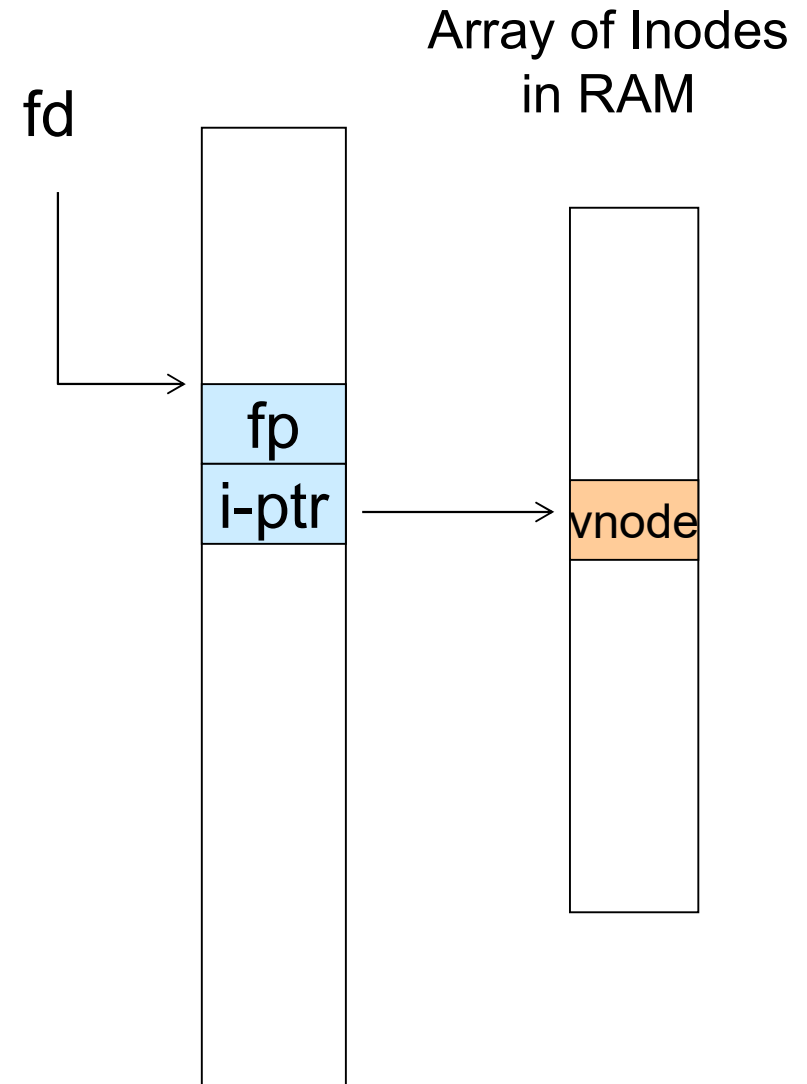 Array of Inodes
in RAM
fd
fp
i-ptr
vnode